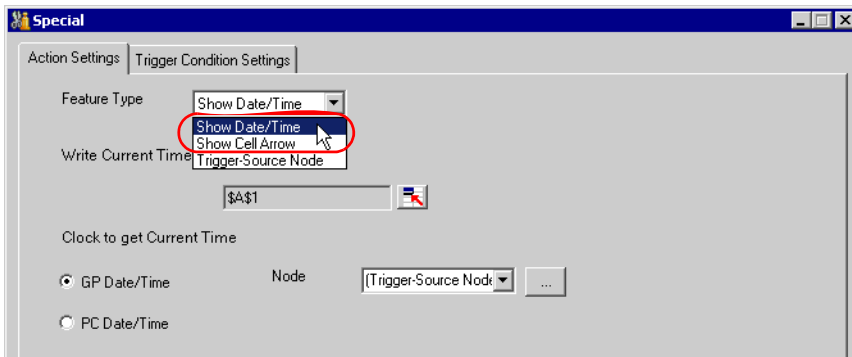 Special
Action Settings
Trigger Condition Settings
Feature Type
Show Date/Time
Show Date/Time
Show Cell Arrow
Write Current Time
Trigger-Source Node
$A$1
Clock to get Current Time
GP Date/Time
Node
(Trigger-Source Node
...
PC Date/Time